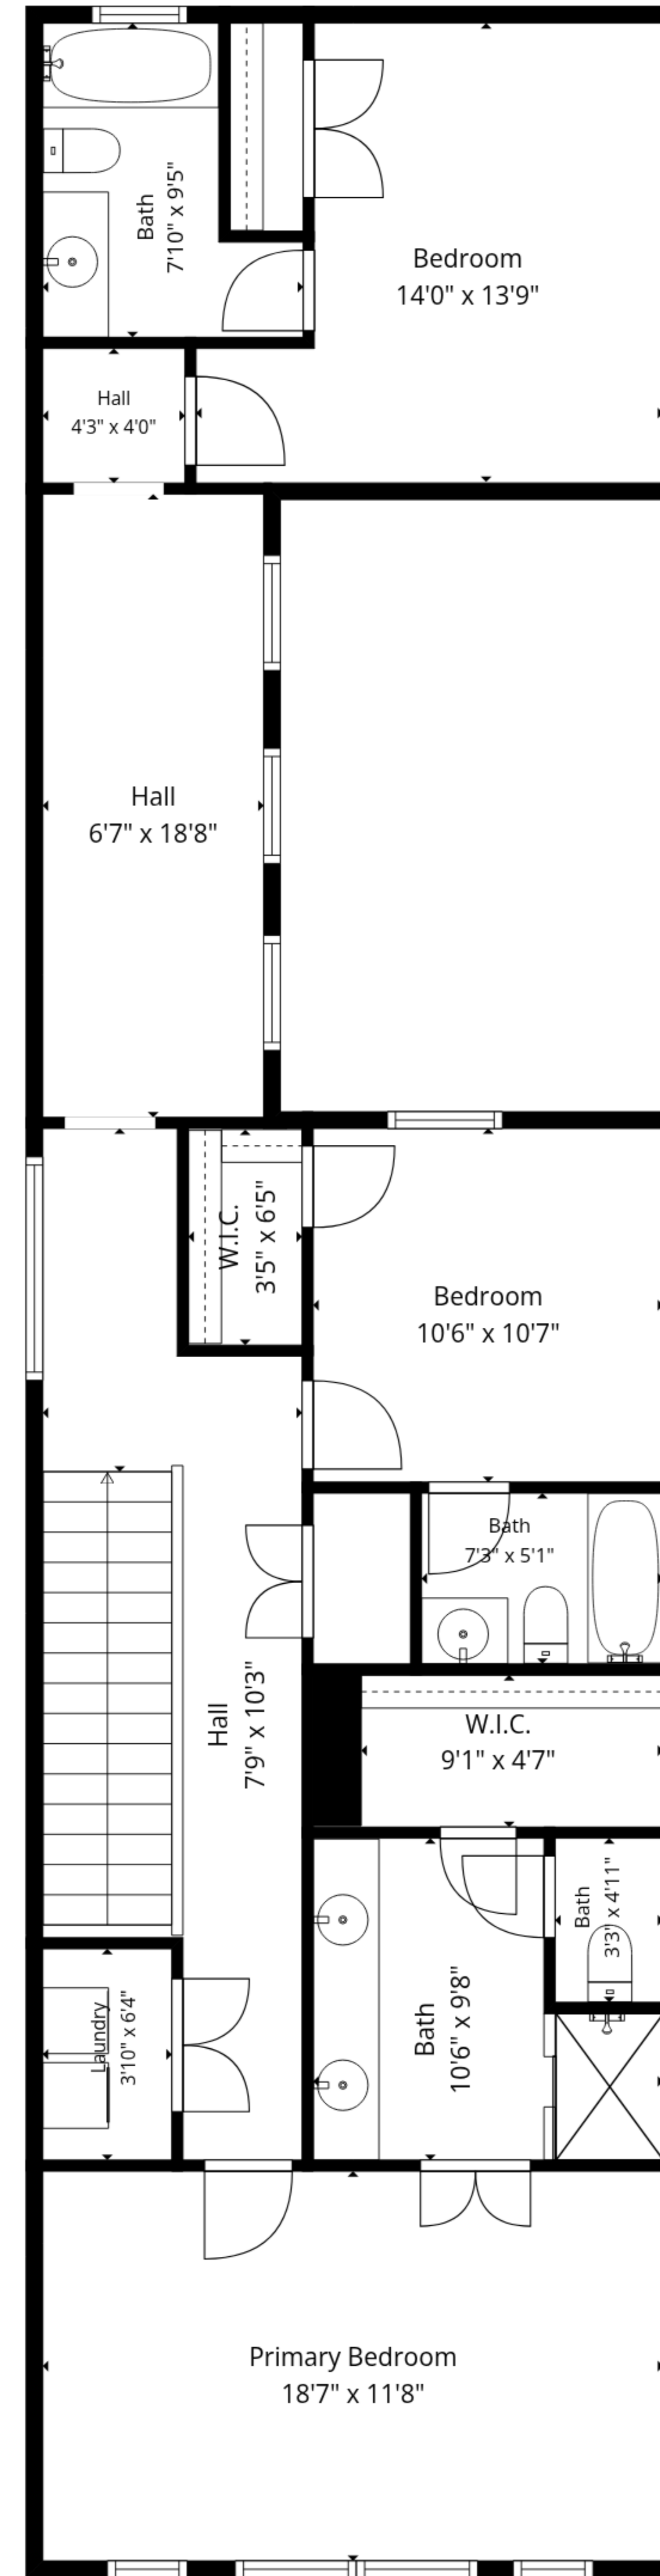 Bath
7'10" x 9'5"
Bedroom
14'0" x 13'9"
Hall
4'3" x 4'0"
Hall
6'7" x 18'8"
W.I.C.
3'5" x 6'5"
Bedroom
10'6" x 10'7"
Bath
7'3" x 5'1"
Hall
7'9" x 10'3"
W.I.C.
9'1" x 4'7"
Bath
3'3" x 4'11"
Bath
10'6" x 9'8"
Laundry
3'10" x 6'4"
Primary Bedroom
18'7" x 11'8"